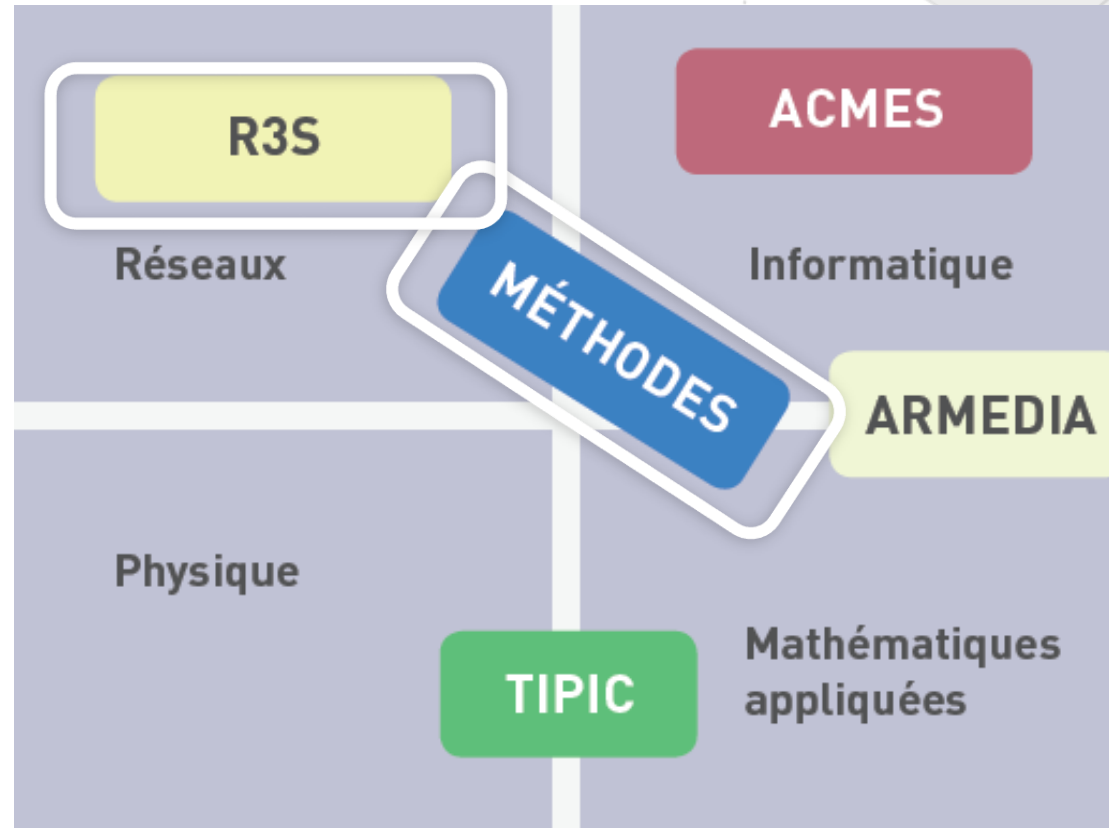 R3S
ACMES
Réseaux
Informatique
MÉTHODES
ARMEDIA
Physique
TIPIC
Mathématiques
appliquées